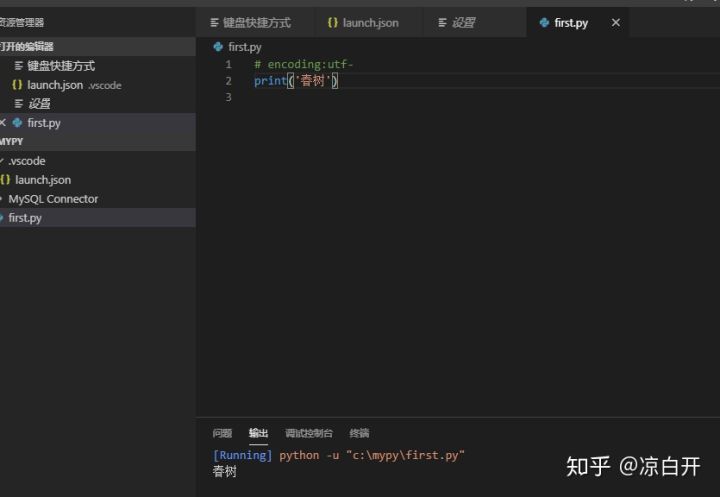 资源管理器
打开的编辑器
键盘快捷方式
launch.json .vscode
设置
first.py
MYPY
.vscode
launch.json
MySQL Connector
first.py
键盘快捷方式
launch.json
设置
first.py
first.py
1 # encoding:utf-
2 print('春树')
3
问题 输出 调试控制台 终端
[Running] python -u "c:\mypy\first.py"
春树
知乎 @凉白开